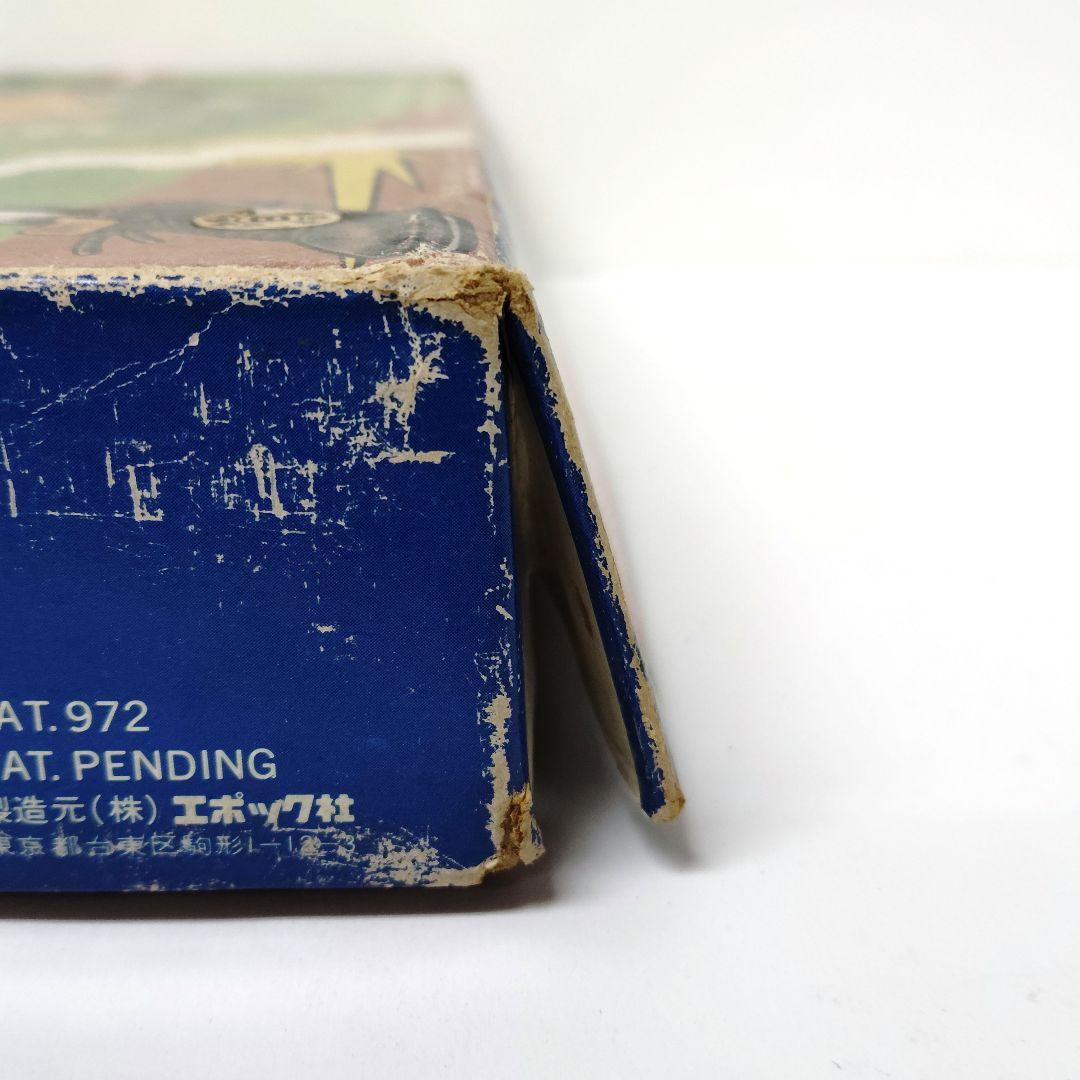 AT. 972
AT. PENDING
製造元(株)エポック社
東京都台東区駒形1-12-3